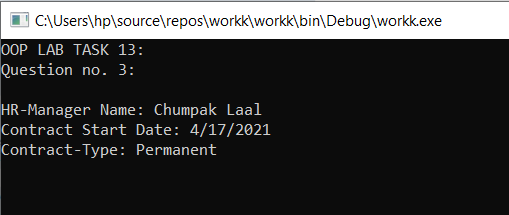 C:\Users\hp\source\repos\workk\workk\bin\Debug\workk.exe
OOP LAB TASK 13:
Question no. 3:
HR-Manager Name: Chumpak Laal
Contract Start Date: 4/17/2021
Contract-Type: Permanent